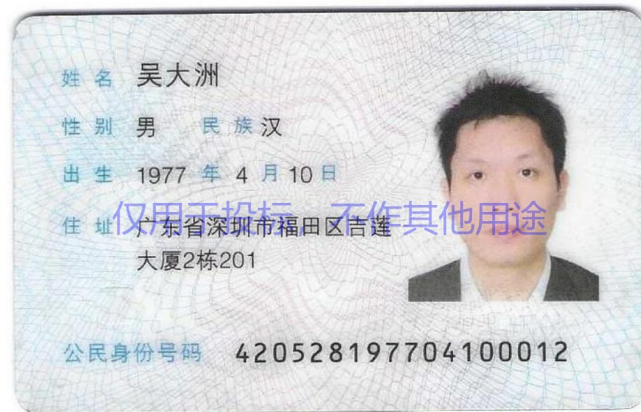 姓名 吴大洲
性别 男 民族 汉
出生 1977 年 4 月 10 日
住址 广东省深圳市福田区吉莲
大厦2栋201
仅用于投标，不作其他用途
公民身份号码 420528197704100012